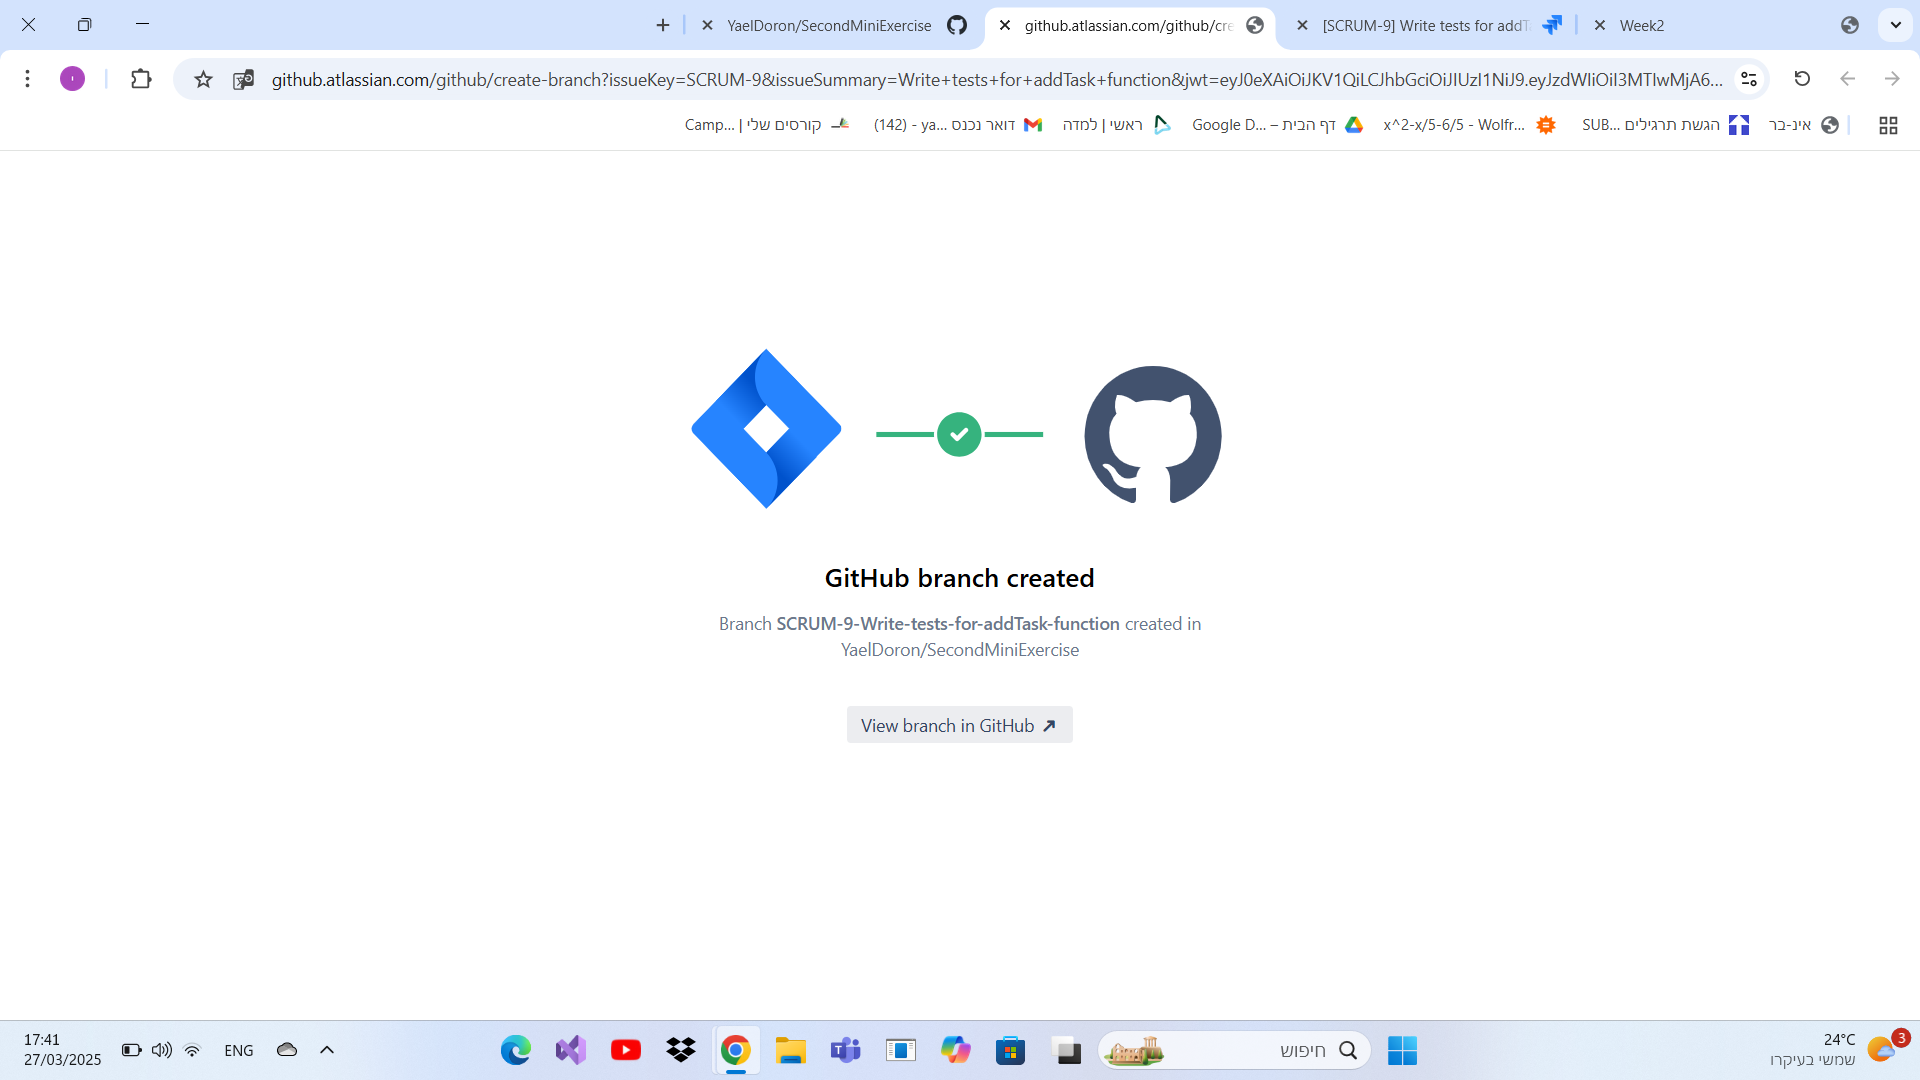 YaelDoron/SecondMiniExercise
github.atlassian.com/github/cre
[SCRUM-9] Write tests for addTa
Week2
github.atlassian.com/github/create-branch?issueKey=SCRUM-9&issueSummary=Write+tests+for+addTask+function&jwt=eyJ0eXAiOiJKV1QiLCJhbGciOiJIUzI1NiJ9.eyJzdWIiOiI3MTIwMjA6...
קורסים שלי | Camp...
דואר נכנס (142) - ya...
ראשי | למדה
דף הבית – Google D...
x^2-x/5-6/5 - Wolfr...
הגשת תרגילים SUB...
אינ-בר
GitHub branch created
Branch SCRUM-9-Write-tests-for-addTask-function created in
YaelDoron/SecondMiniExercise
View branch in GitHub
17:41
27/03/2025
ENG
חיפוש
24°C
שמשי בעיקרו
3